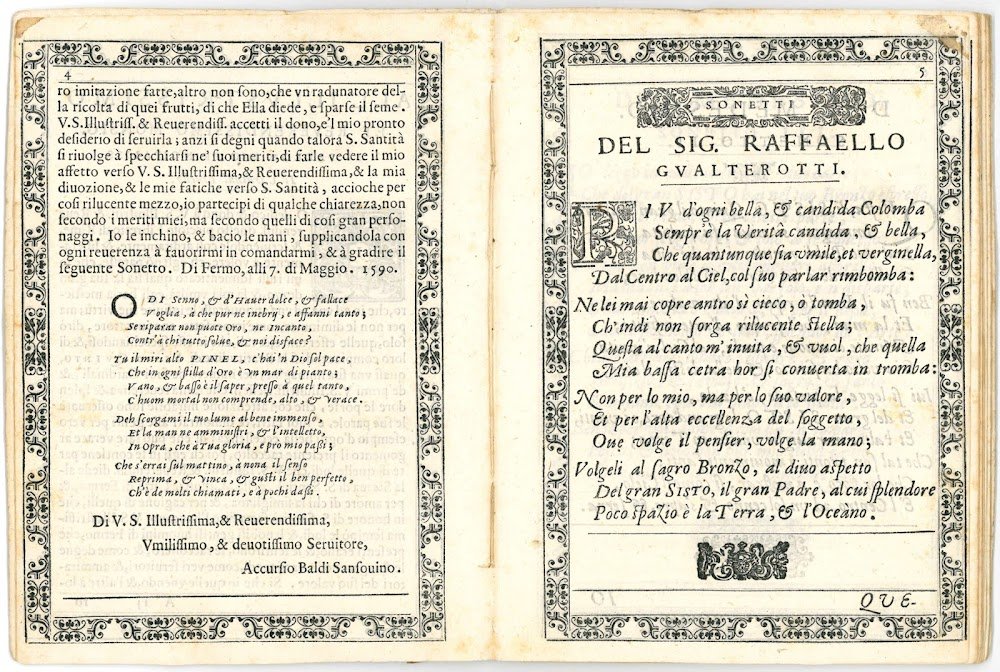 4
ro imitatione fatte, altro non sono, che vn radunatore del-
la ricolta di quei frutti, di che Ella diede, e sparse il seme.
V.S. Illustriss. & Reuerendiss. accetti il dono, e'l mio pronto
desiderio di seruirla; anzi si degni quando talora S. Santità
si riuolge à specchiarsi ne' suoi meriti, di farle vedere il mio
affetto verso V. S. Illustrissima, & Reuerendissima, & la mia
diuozione, & le mie fatiche verso S. Santità, accioche per
così rilucente mezzo, io partecipi di qualche chiarezza, non
secondo i meriti miei, ma secondo quelli di così gran perso-
naggi. Io le inchino, & bacio le mani, supplicandola con
ogni reuerenza à fauorirmi in comandarmi, & à gradire il
seguente Sonetto. Di Fermo, alli 7. di Maggio. 1590.
O DI Senno, & d'Hauer dolce, & fallace
Voglia, à che pur ne inebrij, e affanni tanto;
Se riparar non puote Oro, ne Incanto,
Contr'à chi tutto solue, & noi disface?
Tu il miri alto PINEL, e hai'n Dio sol pace,
Che in ogni stilla d'Oro è vn mar di pianto;
Vano, & basso è il saper, presso à quel tanto,
C'huom mortal non comprende, alto, & verace.
Deh scorgami il tuo lume al bene immenso,
Et la man ne amministri, & l'intelletto,
In opra, che à Tua gloria, e prò mio passi;
Che s'errai sul mattino, à nona il senso
Reprima, & vinca, & gusti il ben perfetto,
Ch'è de molti chiamati, e à pochi dassi.
Di V. S. Illustrissima, & Reuerendissima,
Vmilissimo, & deuotissimo Seruitore,
Accursio Baldi Sansouino.
5
SONETTI
DEL SIG. RAFFAELLO
GVALTEROTTI.
PIV d'ogni bella, & candida Colomba
Sempr'è la Verità candida, & bella,
Che quantunque sia vmile, et verginella,
Dal Centro al Ciel, col suo parlar rimbomba:
Ne lei mai copre antro sì cieco, ò tomba,
Ch'indi non sorga rilucente stella;
Questa al canto m'inuita, & vuol, che quella
Mia bassa cetra hor si conuerta in tromba:
Non per lo mio, ma per lo suo valore,
Et per l'alta eccellenza del soggetto,
Oue volge il pensier, volge la mano;
Volgeli al sagro Bronzo, al diuo aspetto
Del gran SISTO, il gran Padre, al cui splendore
Poco spazio è la Terra, & l'Oceano.
QVE-